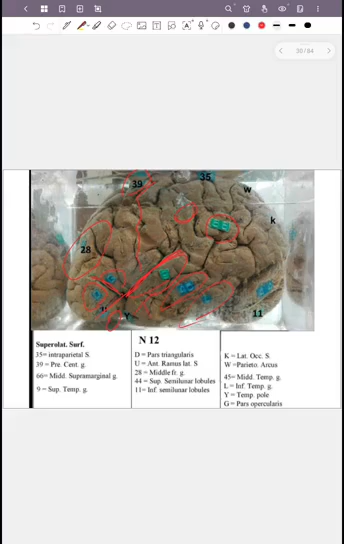 30/84
39
35
w
k
28
Y
11
Superolat. Surf.
35= intraparietal S.
39 = Pre. Cent. g.
66= Midd. Supramarginal g.
9 = Sup. Temp. g.
N 12
D = Pars triangularis
U = Ant. Ramus lat. S
28 = Middle fr. g.
44 = Sup. Semilunar lobules
11= Inf. semilunar lobules
K = Lat. Occ. S.
W =Parieto. Arcus
45= Midd. Temp. g.
L = Inf. Temp. g.
Y = Temp. pole
G = Pars opercularis